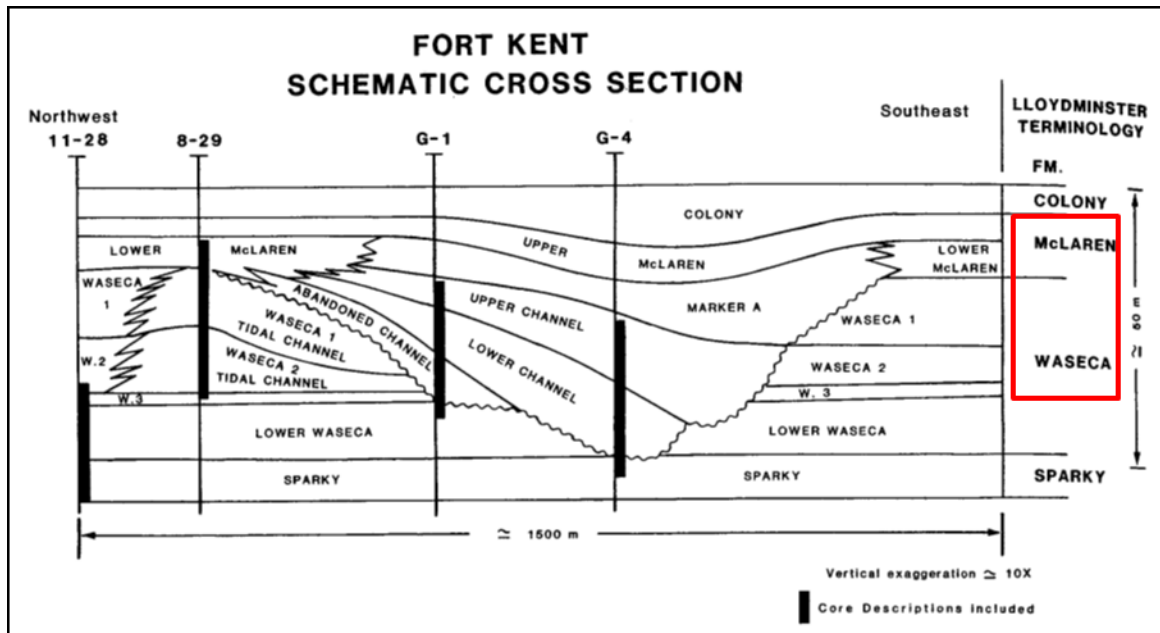 FORT KENT
SCHEMATIC CROSS SECTION
Northwest
Southeast
LLOYDMINSTER
TERMINOLOGY
11-28
8-29
G-1
G-4
FM.
COLONY
COLONY
UPPER
McLAREN
LOWER
McLAREN
LOWER
McLAREN
McLAREN
WASECA
1
ABANDONED CHANNEL
UPPER CHANNEL
MARKER A
WASECA 1
WASECA 1
TIDAL CHANNEL
LOWER CHANNEL
W.2
WASECA 2
TIDAL CHANNEL
WASECA 2
WASECA
W.3
W. 3
LOWER WASECA
LOWER WASECA
SPARKY
SPARKY
SPARKY
≃ 60 m
≃ 1500 m
Vertical exaggeration ≃ 10X
Core Descriptions included